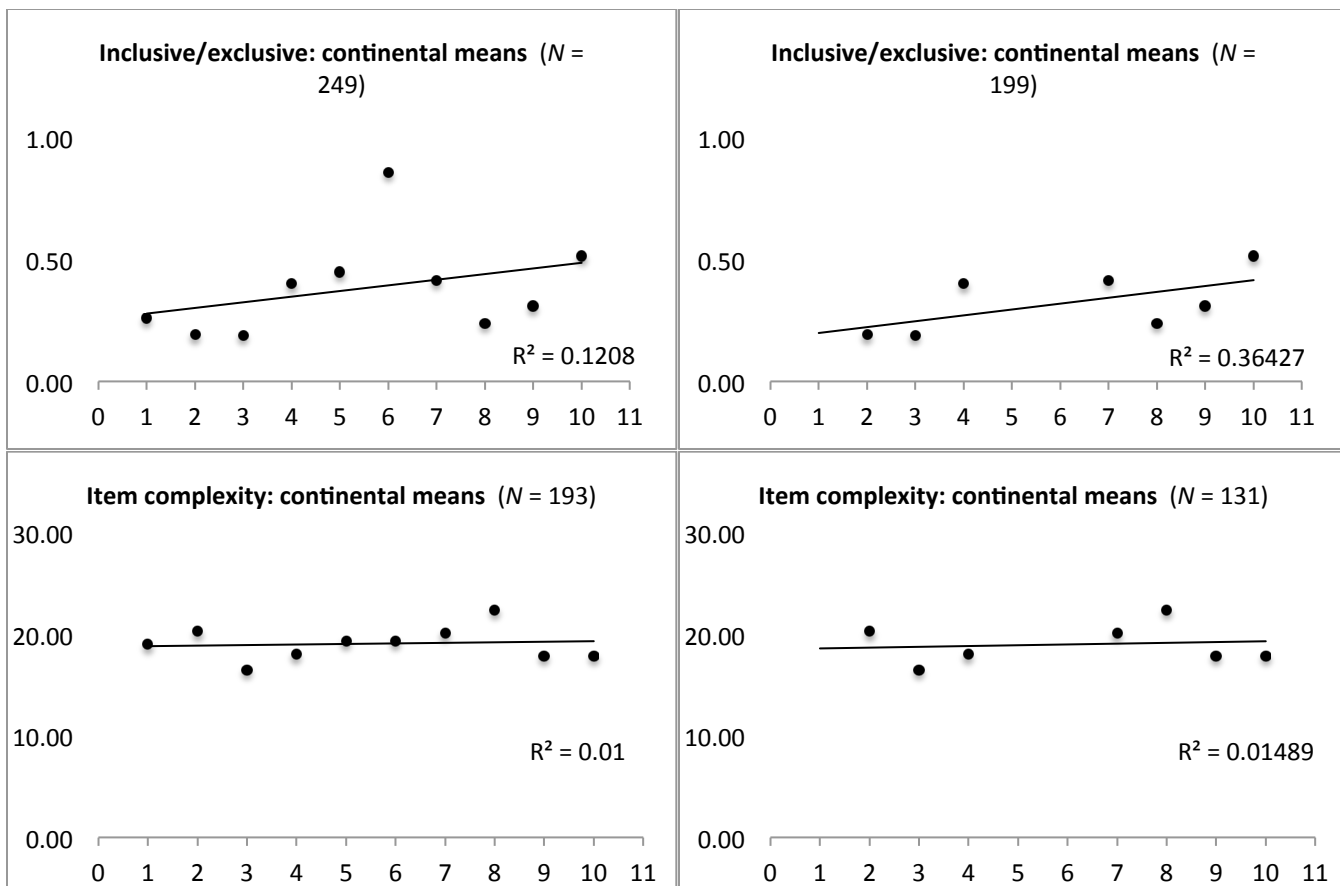 Inclusive/exclusive: continental means (N =
249)
1.00
0.50
0.00
R² = 0.1208
0 1 2 3 4 5 6 7 8 9 10 11
Inclusive/exclusive: continental means (N =
199)
1.00
0.50
0.00
R² = 0.36427
0 1 2 3 4 5 6 7 8 9 10 11
Item complexity: continental means (N = 193)
30.00
20.00
10.00
R² = 0.01
0.00
0 1 2 3 4 5 6 7 8 9 10 11
Item complexity: continental means (N = 131)
30.00
20.00
10.00
R² = 0.01489
0.00
0 1 2 3 4 5 6 7 8 9 10 11